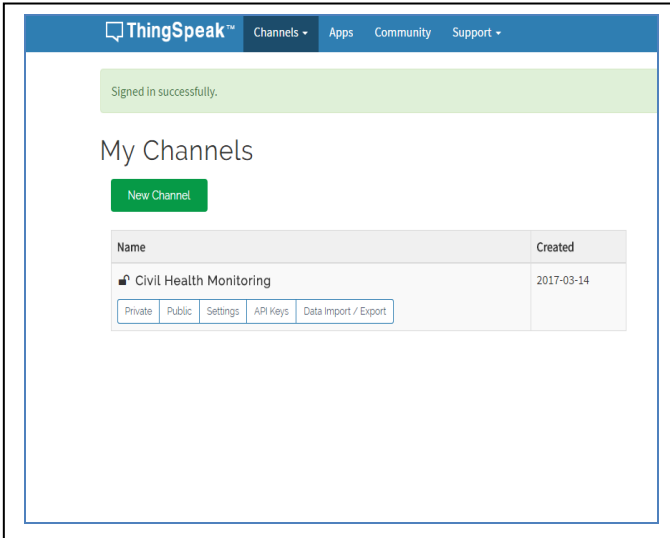 ThingSpeak™ Channels Apps Community Support
Signed in successfully.
My Channels
New Channel
Name Created
Civil Health Monitoring 2017-03-14
Private Public Settings API Keys Data Import / Export